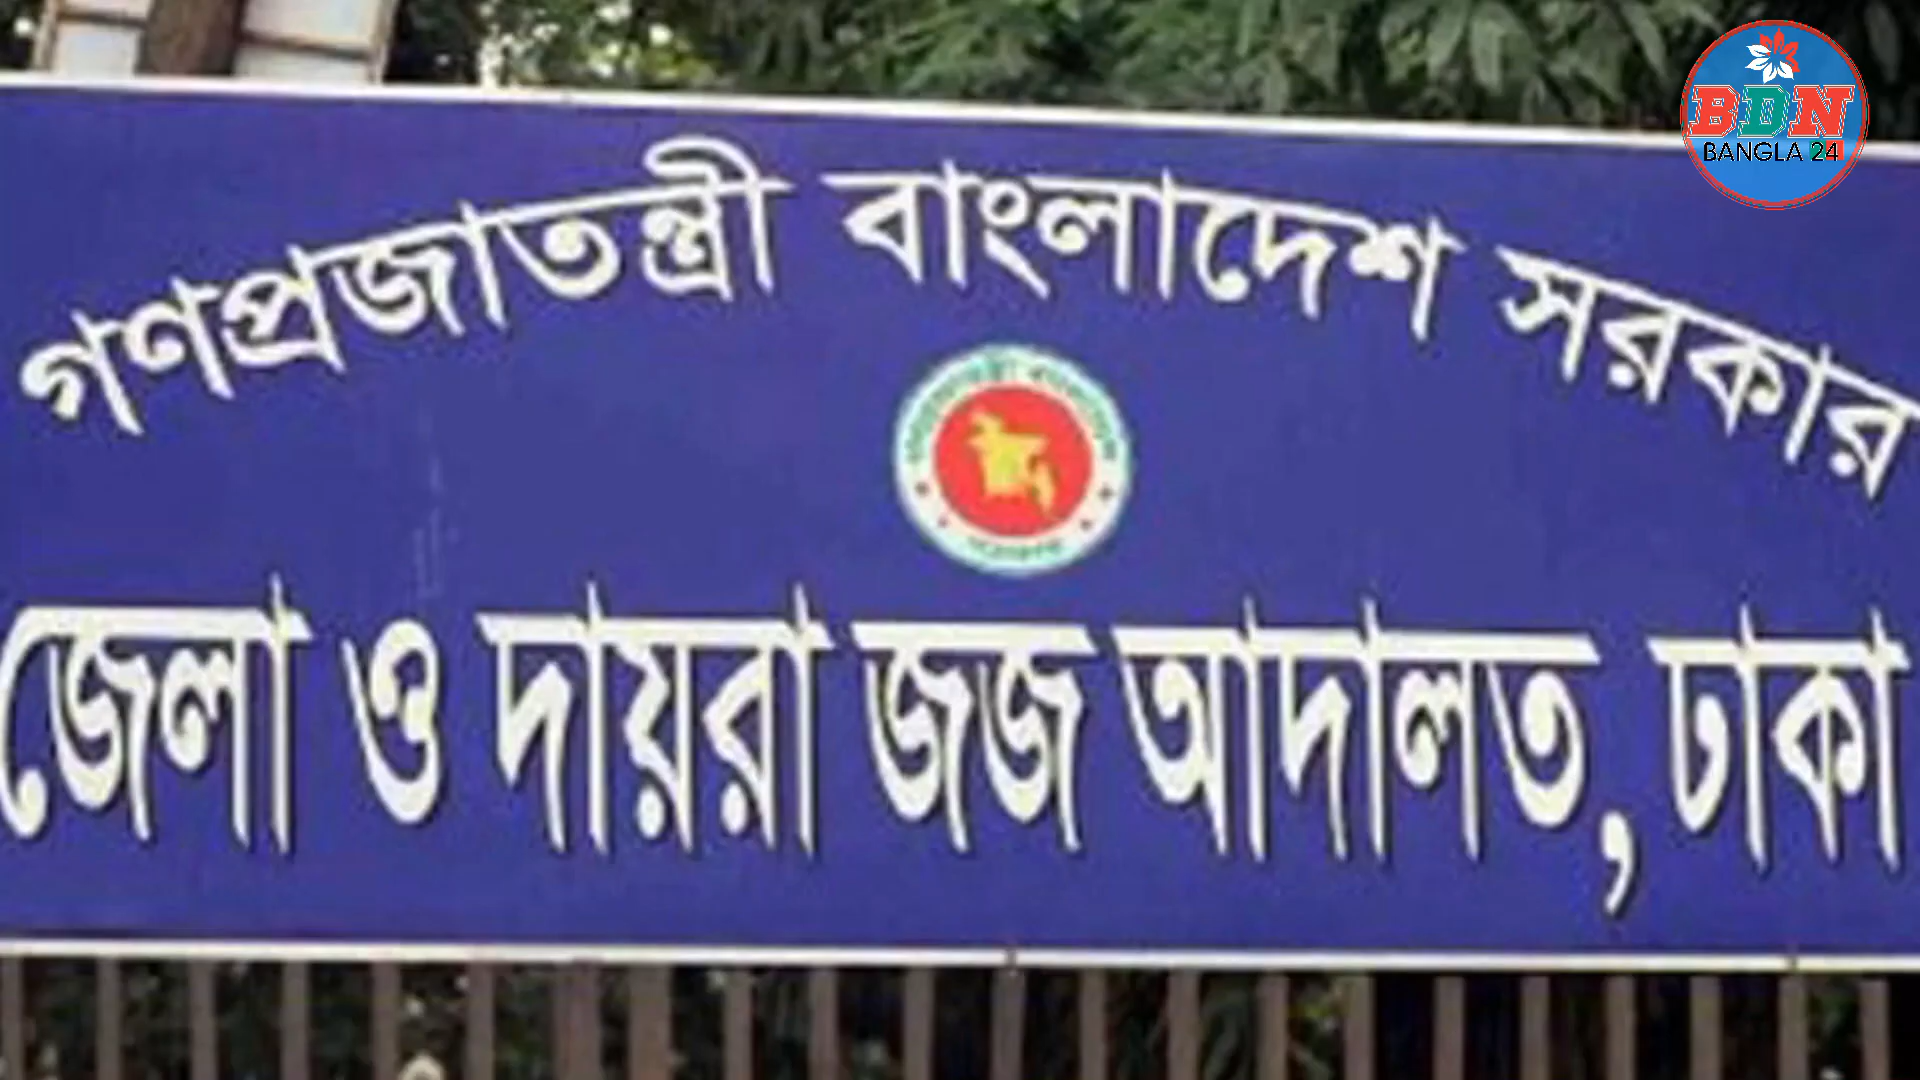 BDN
BANGLA 24
গণপ্রজাতন্ত্রী বাংলাদেশ সরকার
জেলা ও দায়রা জজ আদালত, ঢাকা